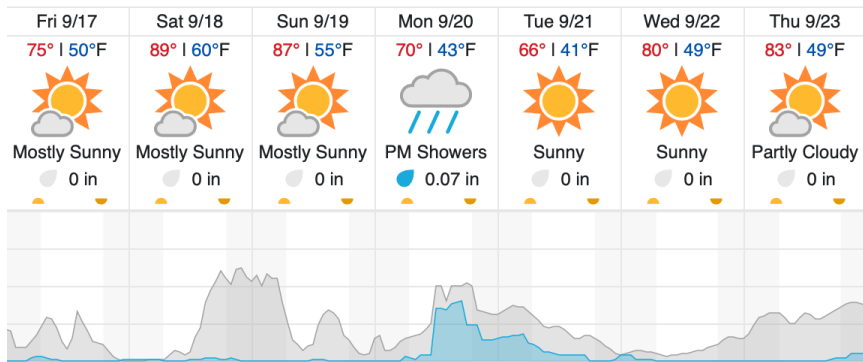 Fri 9/17 Sat 9/18 Sun 9/19 Mon 9/20 Tue 9/21 Wed 9/22 Thu 9/23
75° | 50°F 89° | 60°F 87° | 55°F 70° | 43°F 66° | 41°F 80° | 49°F 83° | 49°F
Mostly Sunny Mostly Sunny Mostly Sunny PM Showers Sunny Sunny Partly Cloudy
0 in 0 in 0 in 0.07 in 0 in 0 in 0 in